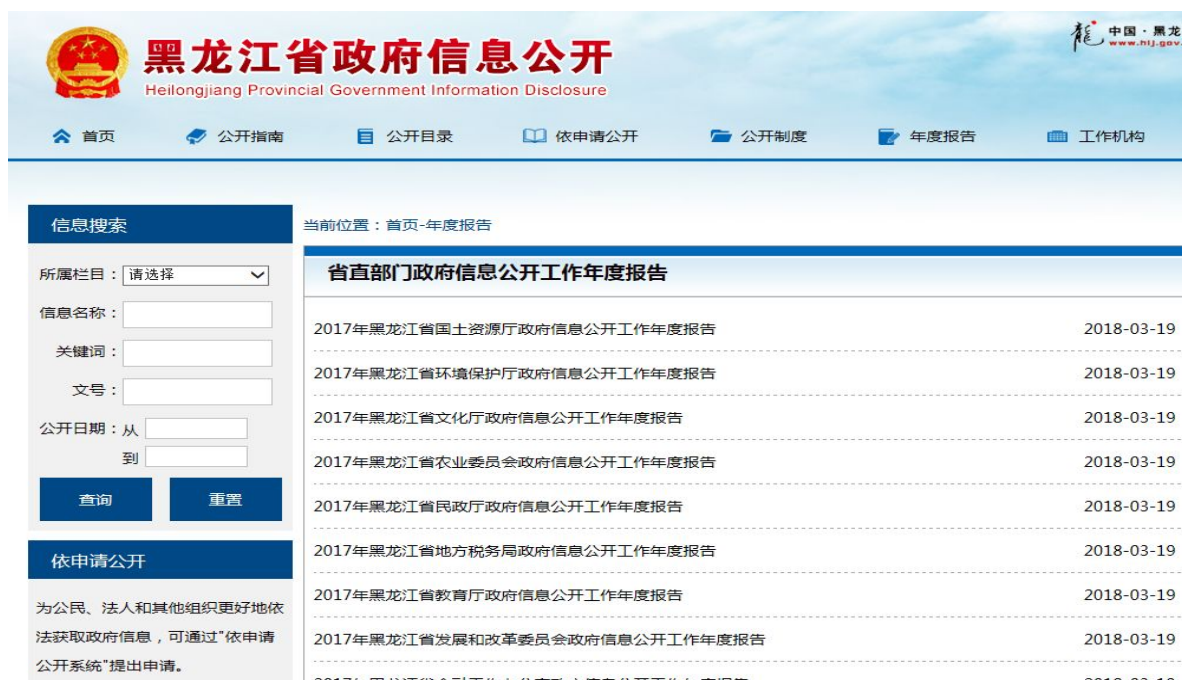 黑龙江省政府信息公开
Heilongjiang Provincial Government Information Disclosure
中国·黑龙
www.hlj.gov.
首页 公开指南 公开目录 依申请公开 公开制度 年度报告 工作机构
信息搜索
所属栏目：请选择
信息名称：
关键词：
文号：
公开日期：从
到
查询 重置
依申请公开
为公民、法人和其他组织更好地依
法获取政府信息，可通过"依申请
公开系统"提出申请。
当前位置：首页-年度报告
省直部门政府信息公开工作年度报告
2017年黑龙江省国土资源厅政府信息公开工作年度报告 2018-03-19
2017年黑龙江省环境保护厅政府信息公开工作年度报告 2018-03-19
2017年黑龙江省文化厅政府信息公开工作年度报告 2018-03-19
2017年黑龙江省农业委员会政府信息公开工作年度报告 2018-03-19
2017年黑龙江省民政厅政府信息公开工作年度报告 2018-03-19
2017年黑龙江省地方税务局政府信息公开工作年度报告 2018-03-19
2017年黑龙江省教育厅政府信息公开工作年度报告 2018-03-19
2017年黑龙江省发展和改革委员会政府信息公开工作年度报告 2018-03-19